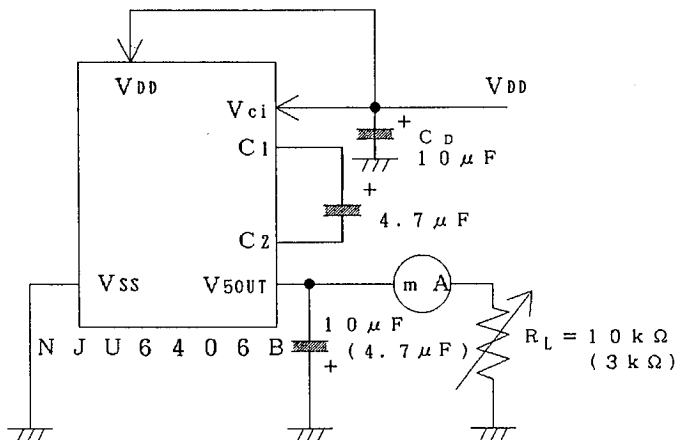 VDD
VDD
Vci
+
CD
10μF
C1
+
4.7μF
C2
VSS
V5OUT
mA
10μF
(4.7μF)
+
RL=10kΩ
(3kΩ)
NJU6406B